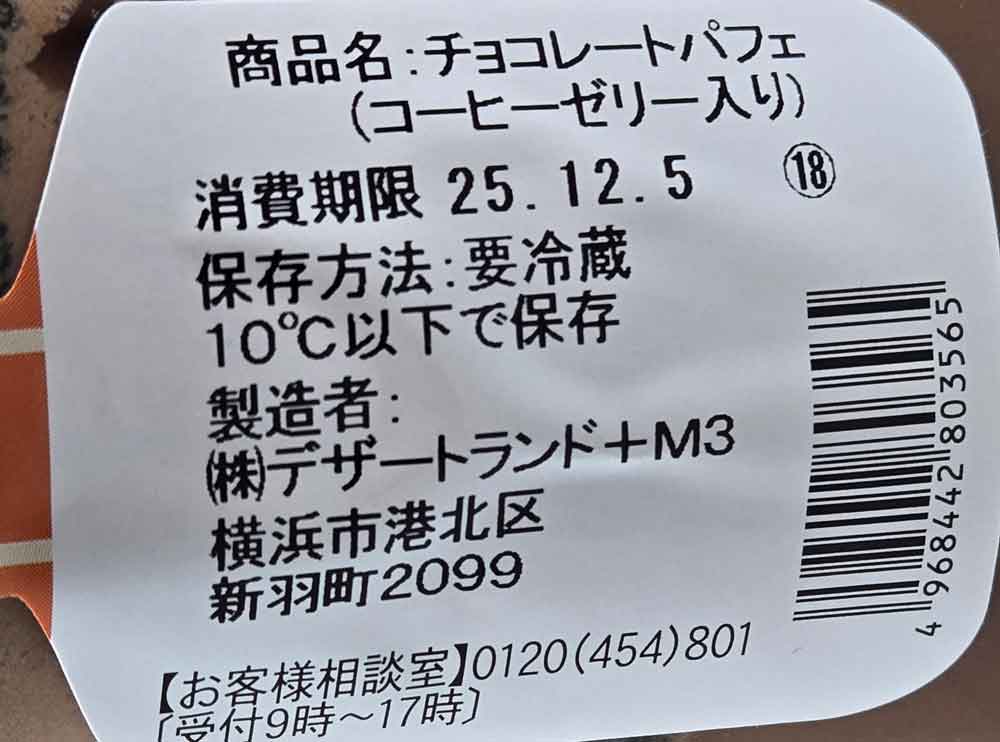 商品名:チョコレートパフェ
(コーヒーゼリー入り)
消費期限 25.12.5 ⑱
保存方法:要冷蔵
10℃以下で保存
製造者:
㈱デザートランド+M3
横浜市港北区
新羽町2099
4968442803565
【お客様相談室】0120(454)801
〔受付9時～17時〕